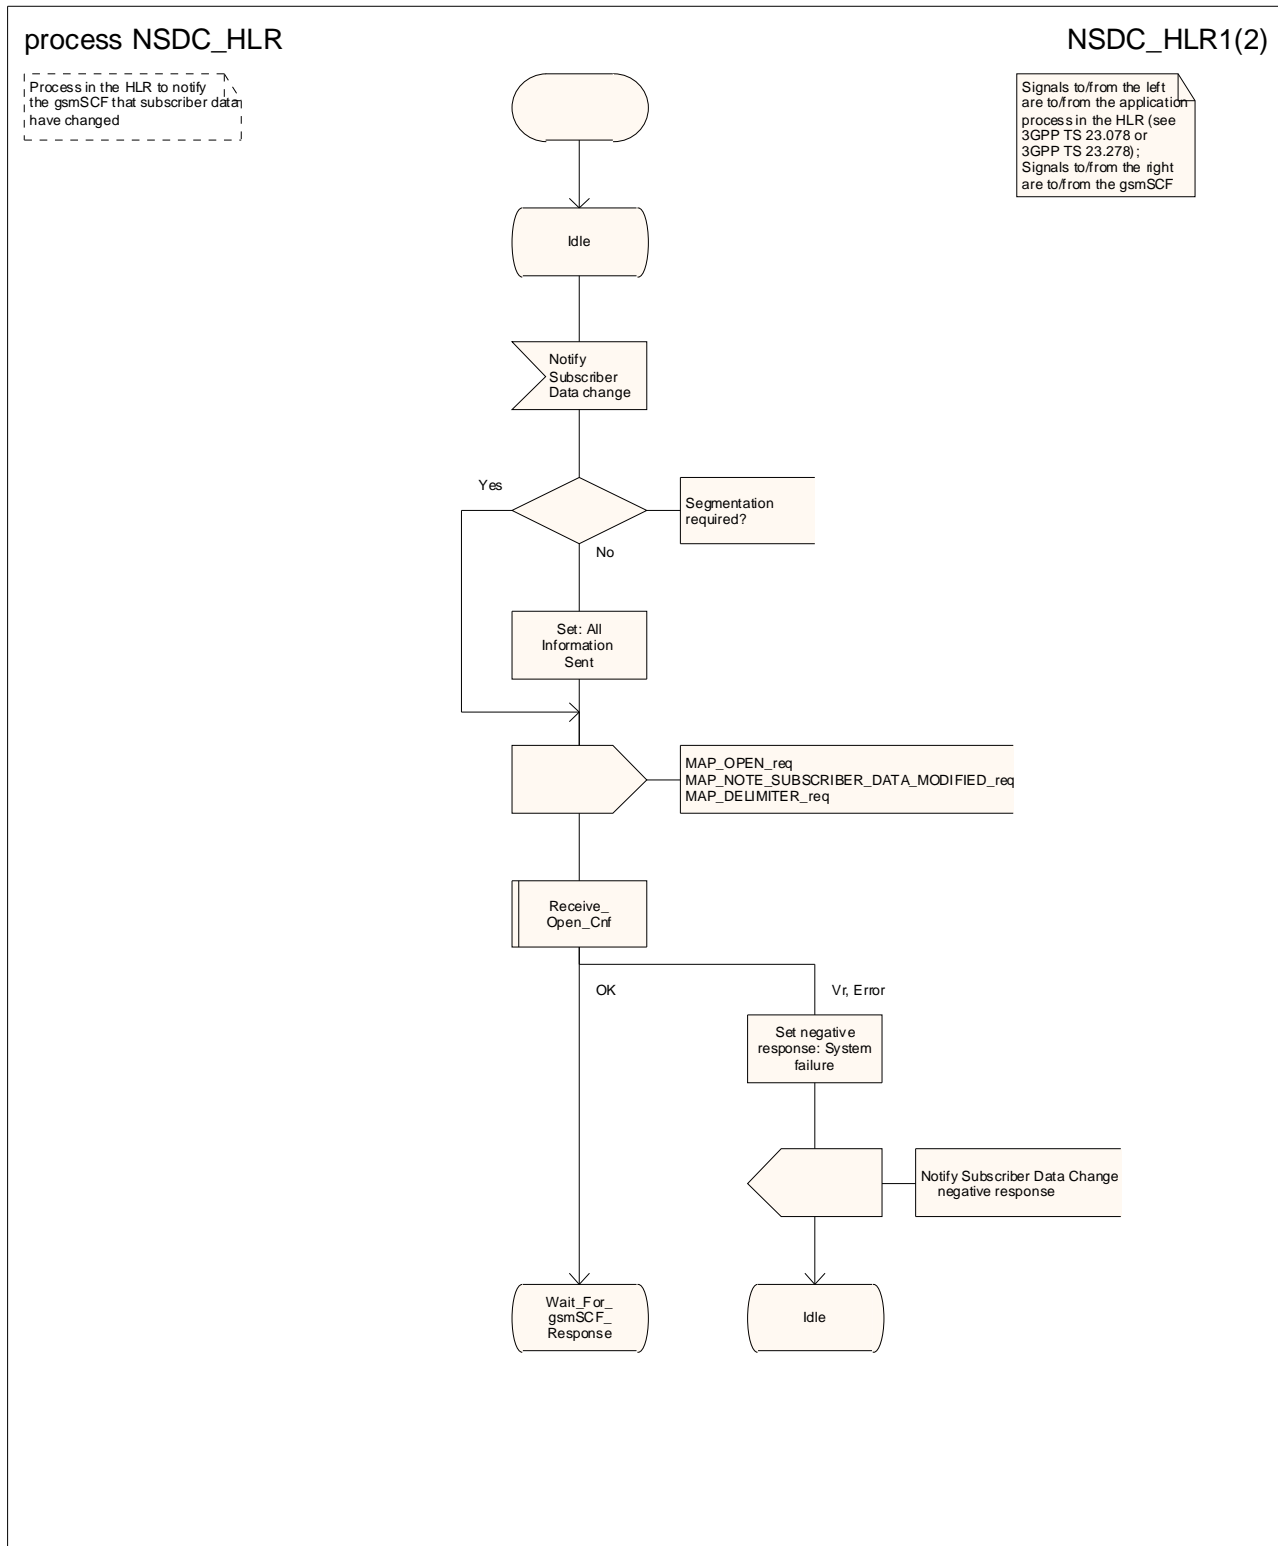 process NSDC_HLR
NSDC_HLR1(2)
Process in the HLR to notify
the gsmSCF that subscriber data
have changed
Signals to/from the left
are to/from the application
process in the HLR (see
3GPP TS 23.078 or
3GPP TS 23.278);
Signals to/from the right
are to/from the gsmSCF
Idle
Notify
Subscriber
Data change
Yes
Segmentation
required?
No
Set: All
Information
Sent
MAP_OPEN_req
MAP_NOTE_SUBSCRIBER_DATA_MODIFIED_req
MAP_DELIMITER_req
Receive_
Open_Cnf
OK
Vr, Error
Set negative
response: System
failure
Notify Subscriber Data Change
negative response
Wait_For_
gsmSCF_
Response
Idle